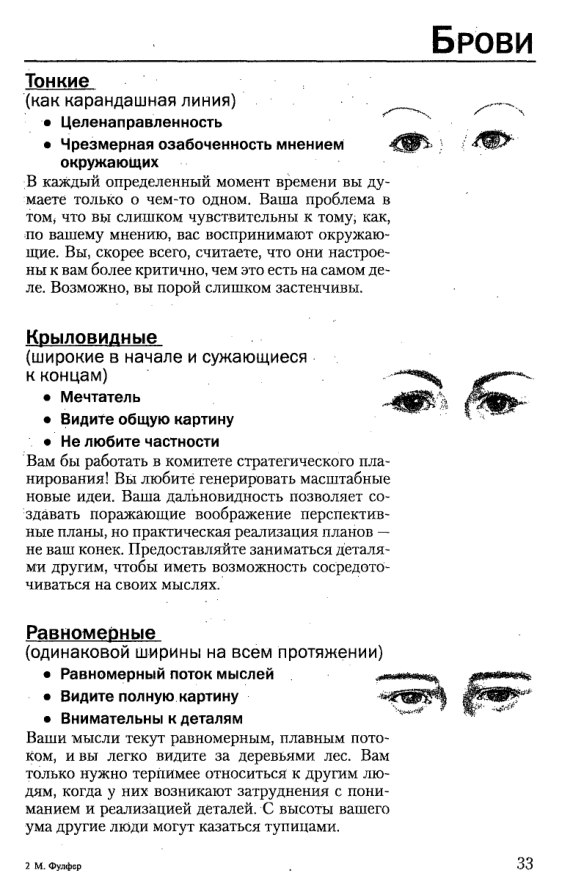 Брови
Тонкие
(как карандашная линия)
• Целенаправленность
• Чрезмерная озабоченность мнением
окружающих
В каждый определенный момент времени вы ду-
маете только о чем-то одном. Ваша проблема в
том, что вы слишком чувствительны к тому, как,
по вашему мнению, вас воспринимают окружаю-
щие. Вы, скорее всего, считаете, что они настрое-
ны к вам более критично, чем это есть на самом де-
ле. Возможно, вы порой слишком застенчивы.
Крыловидные
(широкие в начале и сужающиеся
к концам)
• Мечтатель
• Видите общую картину
• Не любите частности
Вам бы работать в комитете стратегического пла-
нирования! Вы любите генерировать масштабные
новые идеи. Ваша дальновидность позволяет со-
здавать поражающие воображение перспектив-
ные планы, но практическая реализация планов —
не ваш конек. Предоставляйте заниматься деталя-
ми другим, чтобы иметь возможность сосредото-
чиваться на своих мыслях.
Равномерные
(одинаковой ширины на всем протяжении)
• Равномерный поток мыслей
• Видите полную картину
• Внимательны к деталям
Ваши мысли текут равномерным, плавным пото-
ком, и вы легко видите за деревьями лес. Вам
только нужно терпимее относиться к другим лю-
дям, когда у них возникают затруднения с пони-
манием и реализацией деталей. С высоты вашего
ума другие люди могут казаться тупицами.
2 М. Фулфер
33